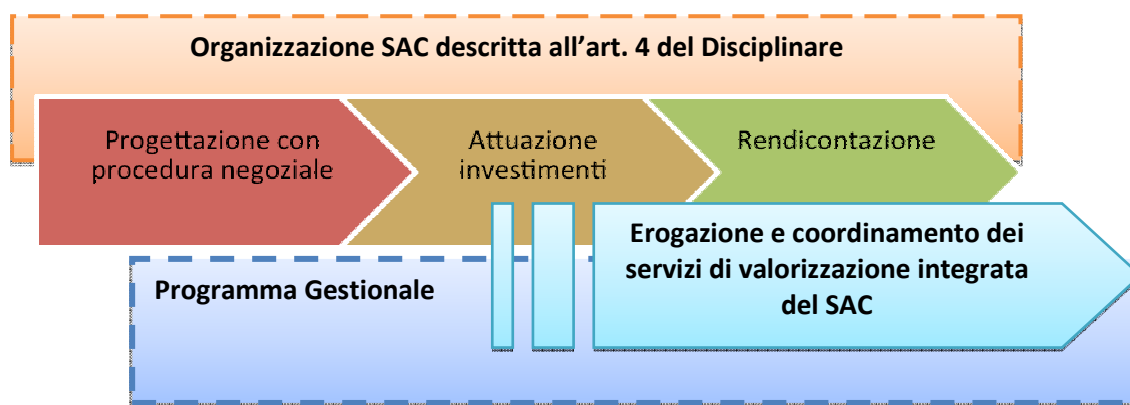 Organizzazione SAC descritta all’art. 4 del Disciplinare
Progettazione con
procedura negoziale
Attuazione
investimenti
Rendicontazione
Erogazione e coordinamento dei
servizi di valorizzazione integrata
del SAC
Programma Gestionale